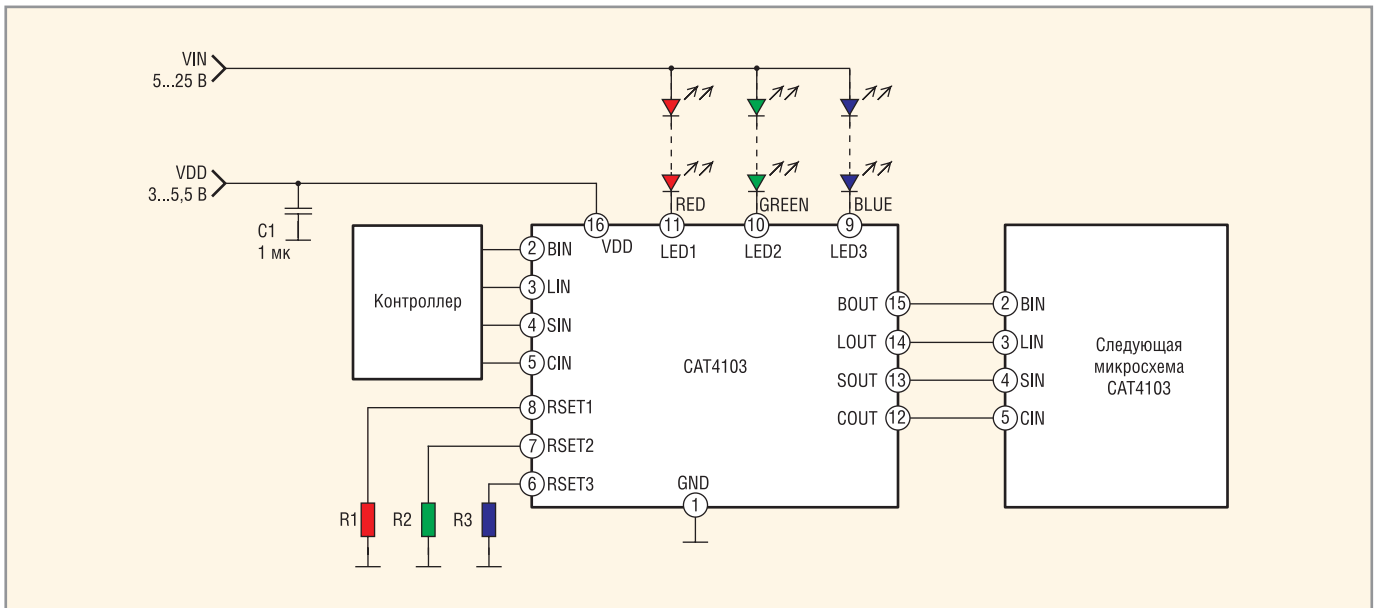 VIN
5...25 В
VDD
3...5,5 В
C1
1 мк
RED
GREEN
BLUE
16
11
10
9
VDD
LED1
LED2
LED3
Контроллер
2 BIN
3 LIN
4 SIN
5 CIN
8 RSET1
7 RSET2
6 RSET3
CAT4103
BOUT 15
LOUT 14
SOUT 13
COUT 12
GND
1
R1
R2
R3
2 BIN
3 LIN
4 SIN
5 CIN
Следующая
микросхема
CAT4103